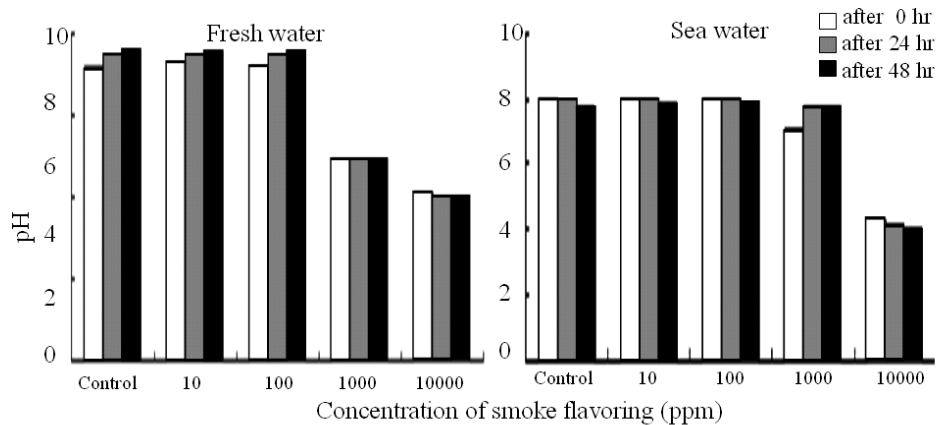 Fresh water
Sea water
after 0 hr
after 24 hr
after 48 hr
pH
10
8
6
4
2
0
10
8
6
4
2
0
Control 10 100 1000 10000
Control 10 100 1000 10000
Concentration of smoke flavoring (ppm)